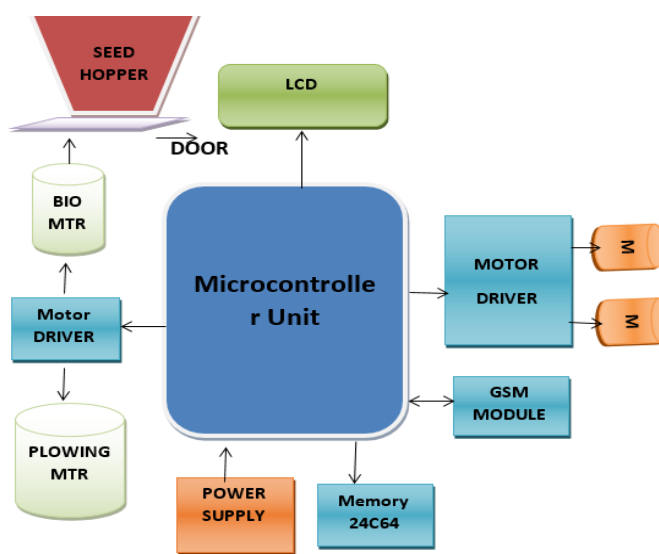 SEED
HOPPER
LCD
DOOR
BIO
MTR
Microcontrolle
r Unit
MOTOR
DRIVER
M
M
Motor
DRIVER
GSM
MODULE
PLOWING
MTR
POWER
SUPPLY
Memory
24C64